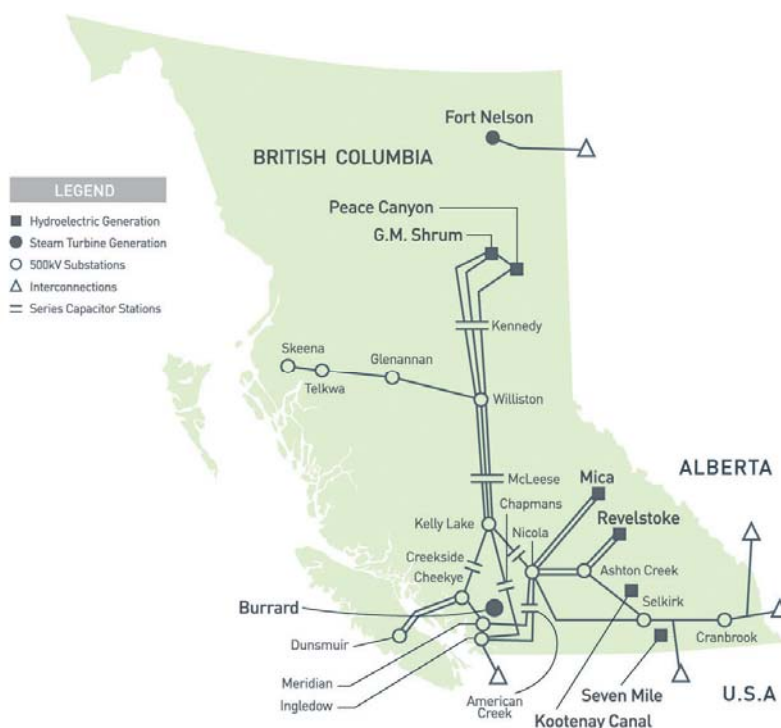 Fort Nelson
BRITISH COLUMBIA
LEGEND
Hydroelectric Generation
Steam Turbine Generation
500kV Substations
Interconnections
Series Capacitor Stations
Peace Canyon
G.M. Shrum
Kennedy
Skeena
Telkwa
Glenannan
Williston
McLeese
Chapmans
Mica
ALBERTA
Kelly Lake
Nicola
Revelstoke
Creekside
Cheekye
Ashton Creek
Burrard
Selkirk
Dunsmuir
Cranbrook
Meridian
Ingledow
American
Creek
Seven Mile
U.S.A
Kootenay Canal